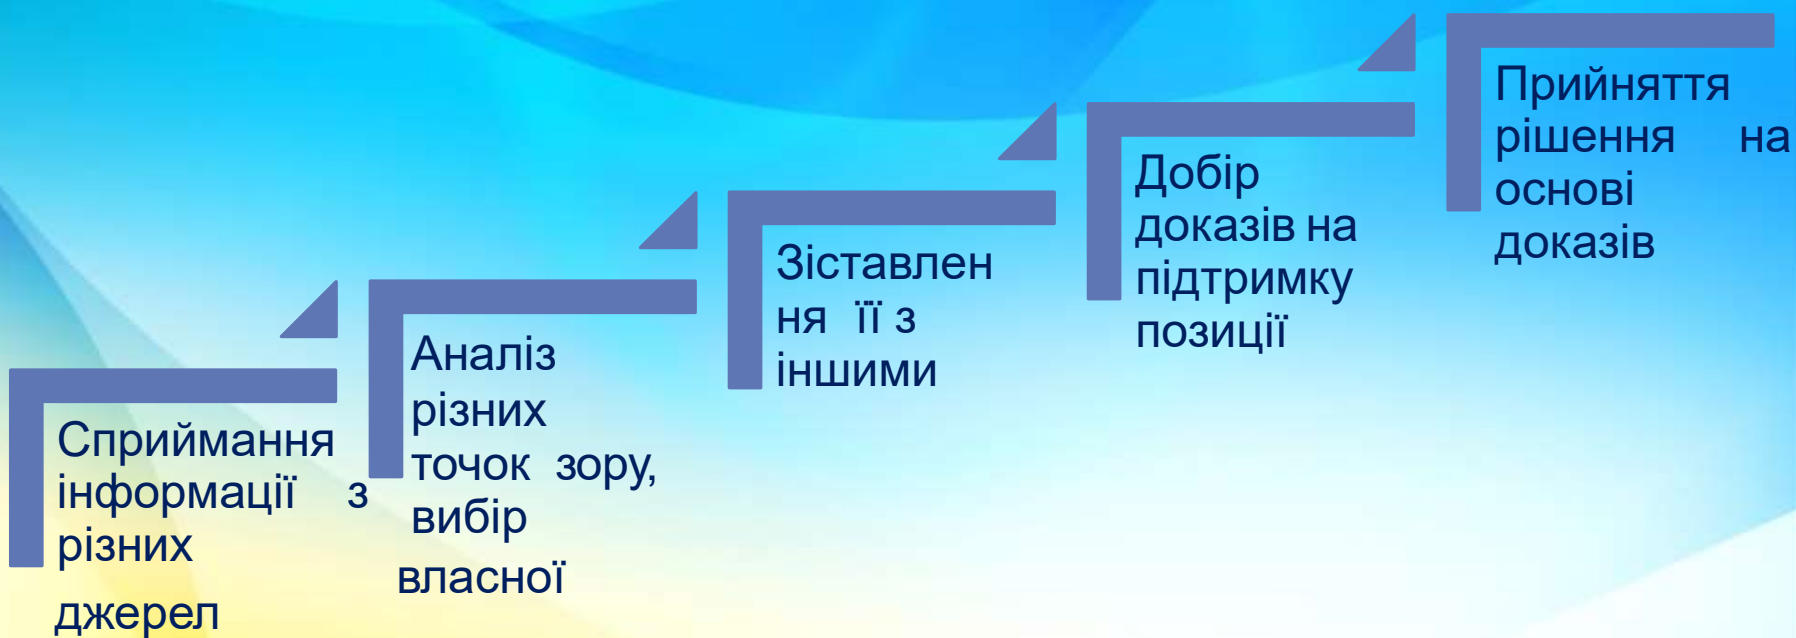 Сприймання
інформації з
різних
джерел
Аналіз
різних
точок зору,
вибір
власної
Зіставлен
ня її з
іншими
Добір
доказів на
підтримку
позиції
Прийняття
рішення на
основі
доказів